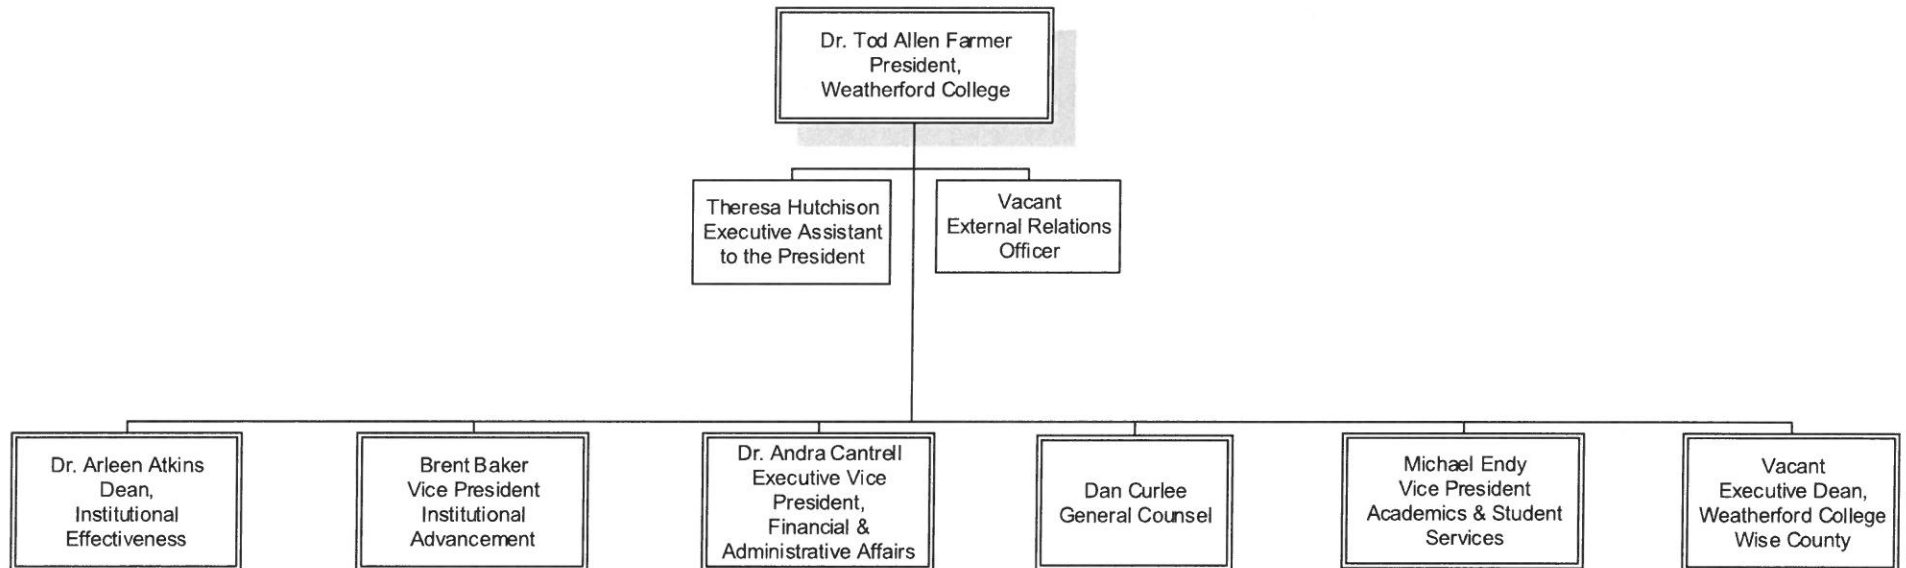 Dr. Tod Allen Farmer
President,
Weatherford College
Theresa Hutchison
Executive Assistant
to the President
Vacant
External Relations
Officer
Dr. Arleen Atkins
Dean,
Institutional
Effectiveness
Brent Baker
Vice President
Institutional
Advancement
Dr. Andra Cantrell
Executive Vice
President,
Financial &
Administrative Affairs
Dan Curlee
General Counsel
Michael Endy
Vice President
Academics & Student
Services
Vacant
Executive Dean,
Weatherford College
Wise County